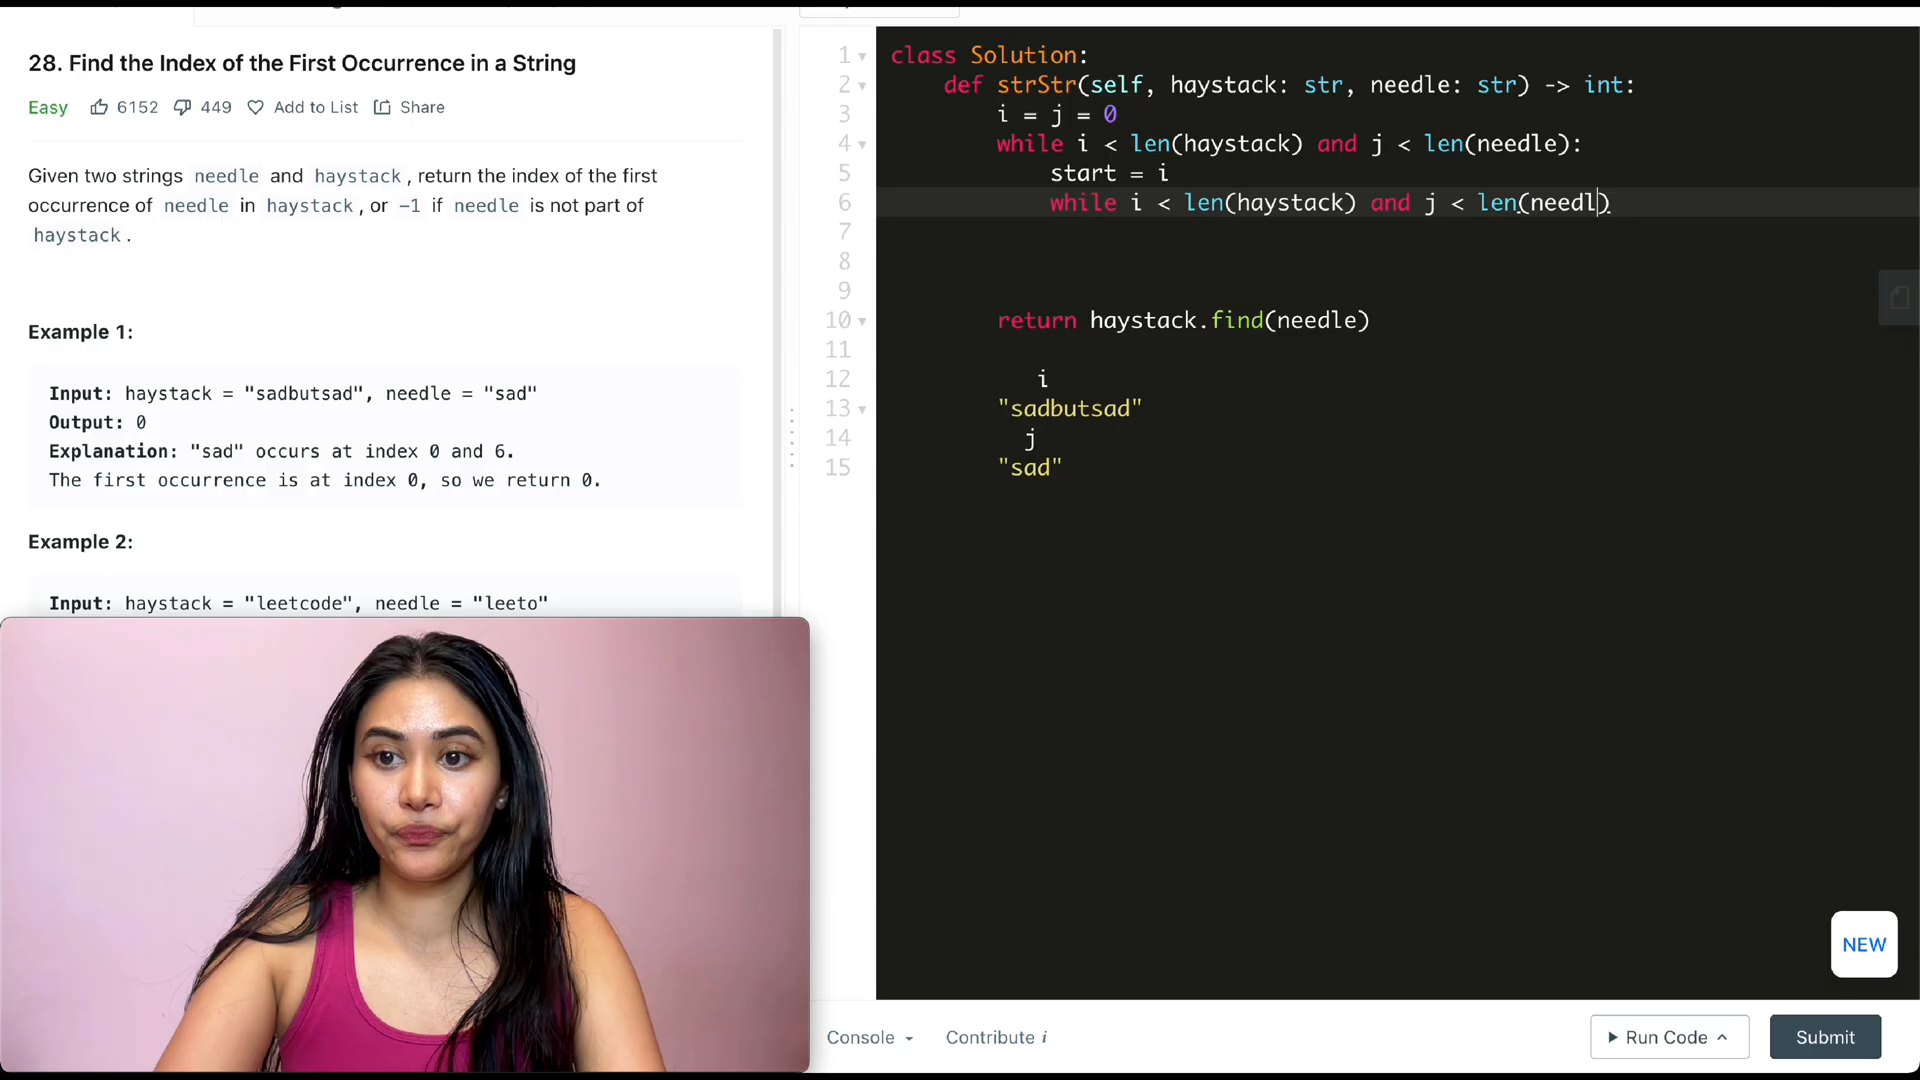 28. Find the Index of the First Occurrence in a String
Easy 6152 449 Add to List Share
Given two strings needle and haystack, return the index of the first
occurrence of needle in haystack, or -1 if needle is not part of
haystack.
Example 1:
Input: haystack = "sadbutsad", needle = "sad"
Output: 0
Explanation: "sad" occurs at index 0 and 6.
The first occurrence is at index 0, so we return 0.
Example 2:
Input: haystack = "leetcode", needle = "leeto"
1 class Solution:
2 def strStr(self, haystack: str, needle: str) -> int:
3 i = j = 0
4 while i < len(haystack) and j < len(needle):
5 start = i
6 while i < len(haystack) and j < len(needl)
7
8
9
10 return haystack.find(needle)
11
12 i
13 "sadbutsad"
14 j
15 "sad"
NEW
Console Contribute i Run Code Submit